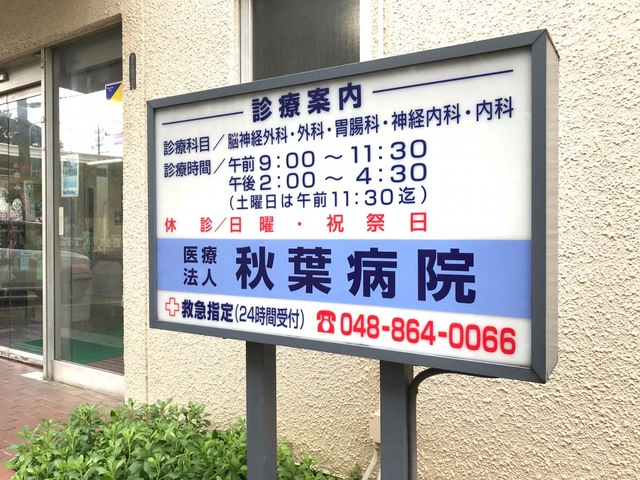 診療案内
診療科目／脳神経外科・外科・胃腸科・神経内科・内科
診療時間／午前 9:00 ～ 11:30
午後 2:00 ～ 4:30
（土曜日は午前11:30迄）
休 診／日 曜 ・ 祝 祭 日
医療
法人 秋葉病院
救急指定(24時間受付) ☎048-864-0066